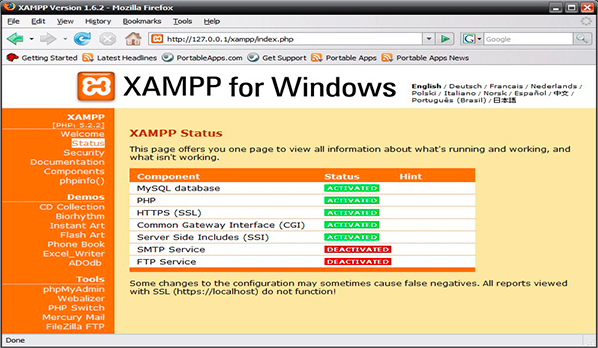 XAMPP Version 1.6.2 - Mozilla Firefox
File Edit View History Bookmarks Tools Help
http://127.0.0.1/xampp/index.php
Google
Getting Started Latest Headlines PortableApps.com Get Support Portable Apps Portable Apps News
XAMPP for Windows
English / Deutsch / Francais / Nederlands /
Polski / Italiano / Norsk / Español / 中文 /
Português (Brasil) / 日本語
XAMPP
[PHP: 5.2.2]
Welcome
Status
Security
Documentation
Components
phpinfo()
Demos
CD Collection
Biorhythm
Instant Art
Flash Art
Phone Book
Excel_Writer
ADOdb
Tools
phpMyAdmin
Webalizer
PHP Switch
Mercury Mail
FileZilla FTP
XAMPP Status
This page offers you one page to view all information about what's running and working, and
what isn't working.
Component Status Hint
MySQL database ACTIVATED
PHP ACTIVATED
HTTPS (SSL) ACTIVATED
Common Gateway Interface (CGI) ACTIVATED
Server Side Includes (SSI) ACTIVATED
SMTP Service DEACTIVATED
FTP Service DEACTIVATED
Some changes to the configuration may sometimes cause false negatives. All reports viewed
with SSL (https://localhost) do not function!
Done